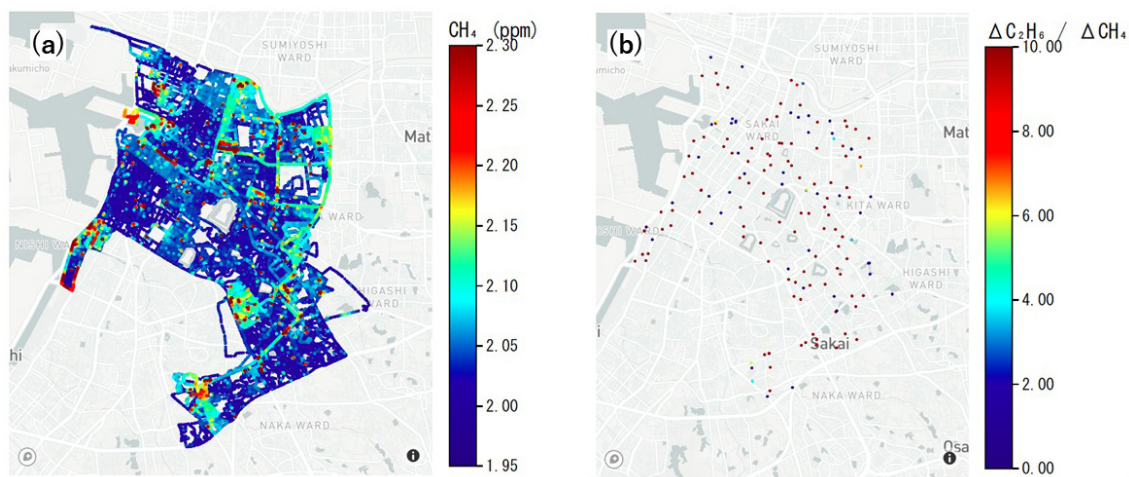 (a)
CH₄ (ppm)
2.30
2.25
2.20
2.15
2.10
2.05
2.00
1.95
SUMIYOSHI
WARD
akumicho
Mat
NISHI WA
WARD
HIGASHI
WARD
hi
NAKA WARD
(b)
ΔC₂H₆ / ΔCH₄
10.00
8.00
6.00
4.00
2.00
0.00
SUMIYOSHI
WARD
umicho
SAKAI
WARD
Mat
KITA WARD
ISHI WARD
HIGASHI
WARD
i
Sakai
NAKA WARD
Osa